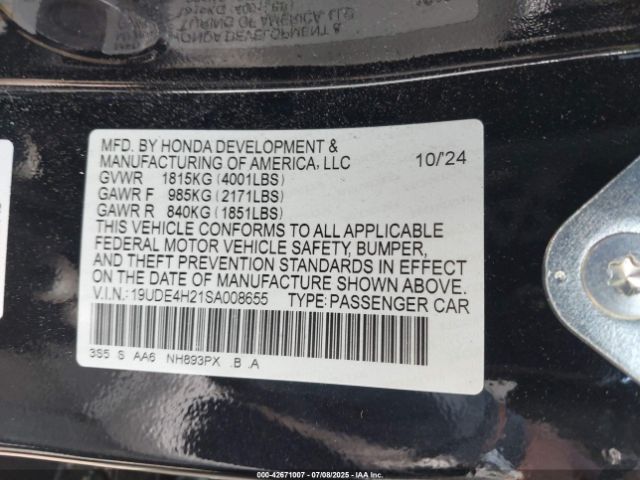 MFD. BY HONDA DEVELOPMENT &
MANUFACTURING OF AMERICA, LLC 10/'24
GVWR 1815KG (4001LBS)
GAWR F 985KG (2171LBS)
GAWR R 840KG (1851LBS)
THIS VEHICLE CONFORMS TO ALL APPLICABLE
FEDERAL MOTOR VEHICLE SAFETY, BUMPER,
AND THEFT PREVENTION STANDARDS IN EFFECT
ON THE DATE OF MANUFACTURE SHOWN ABOVE.
V.I.N.:19UDE4H21SA008655 TYPE:PASSENGER CAR
3S5 S AA6 NH893PX .B .A
000-42671007 07/08/2025 IAAI, Inc.